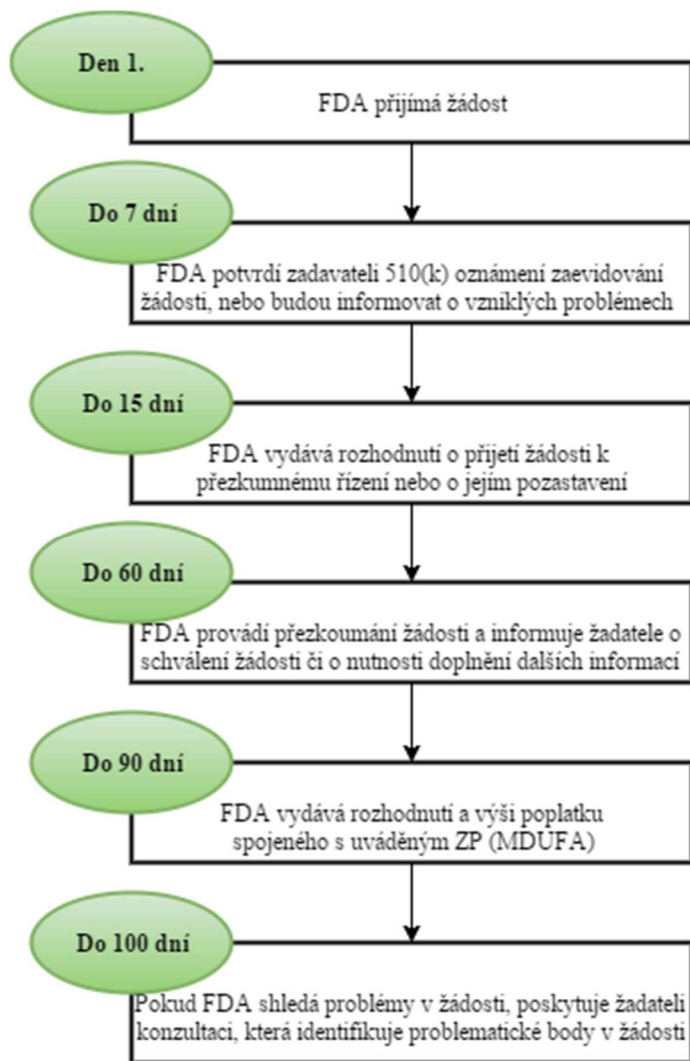 Den 1.
FDA přijímá žádost
Do 7 dní
FDA potvrdí zadavateli 510(k) oznámení zaevidování
žádosti, nebo budou informovat o vzniklých problémech
Do 15 dní
FDA vydává rozhodnutí o přijetí žádosti k
přezkumnému řízení nebo o jejím pozastavení
Do 60 dní
FDA provádí přezkoumání žádosti a informuje žadatele o
schválení žádosti či o nutnosti doplnění dalších informací
Do 90 dní
FDA vydává rozhodnutí a výši poplatku
spojeného s uváděným ZP (MDUFA)
Do 100 dní
Pokud FDA shledá problémy v žádosti, poskytuje žadateli
konzultaci, která identifikuje problematické body v žádosti